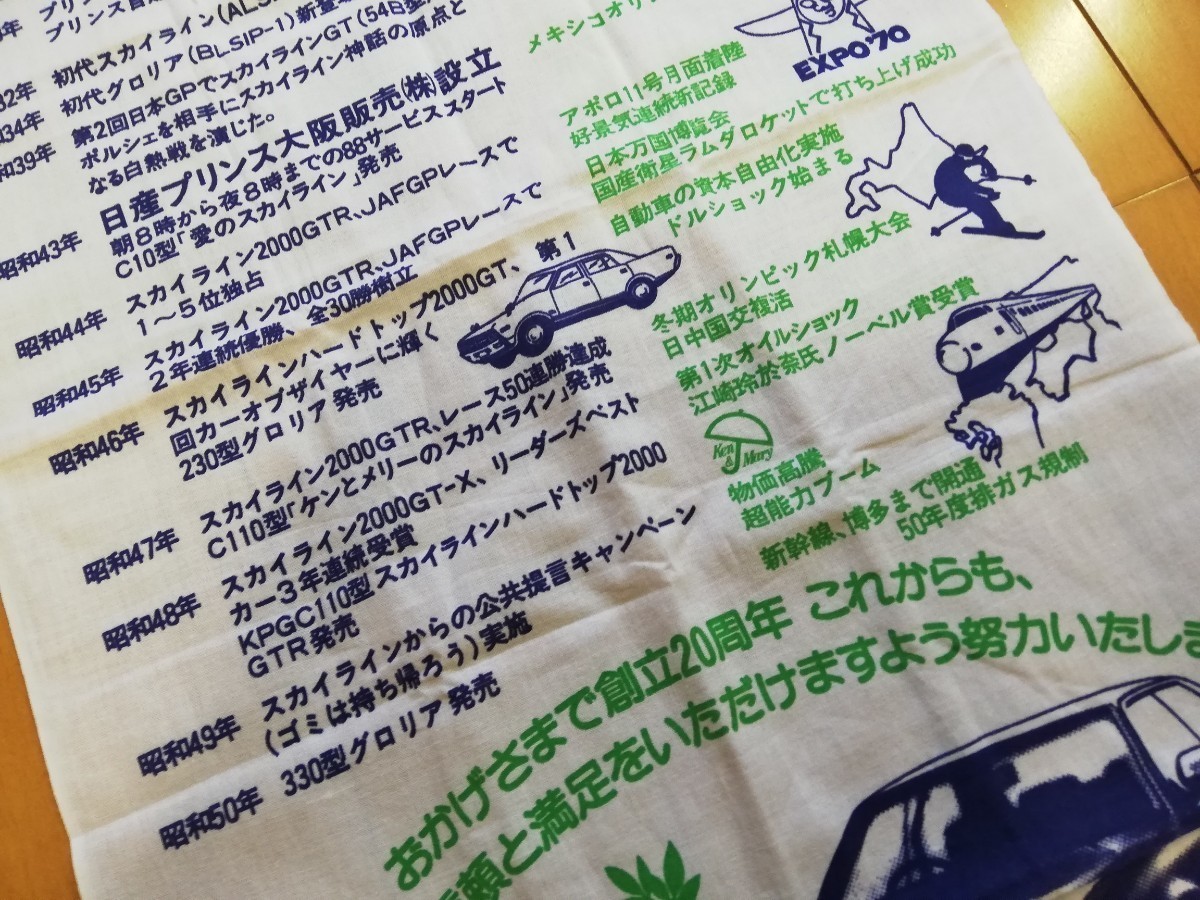 プリンス自
初代スカイライン(ALS
昭和34年 初代グロリア(BLSIP-1)新登
昭和39年 第2回日本GPでスカイラインGT(54B型)
ポルシェを相手にスカイライン神話の原点と
なる白熱戦を演じた。
日産プリンス大阪販売㈱設立
朝8時から夜8時までの88サービススタート
昭和43年 C10型「愛のスカイライン」発売
昭和44年 スカイライン2000GTR、JAFGPレースで
1〜5位独占
昭和45年 スカイライン2000GTR、JAFGPレースで
2年連続優勝、全30勝樹立
昭和46年 スカイラインハードトップ2000GT、第1
回カーオブザイヤーに輝く
230型グロリア発売
昭和47年 スカイライン2000GTR、レース50連勝達成
C110型「ケンとメリーのスカイライン」発売
昭和48年 スカイライン2000GT-X、リーダーズベスト
カー3年連続受賞
KPGC110型スカイラインハードトップ2000
GTR発売
昭和49年 スカイラインからの公共提言キャンペーン
(ゴミは持ち帰ろう)実施
昭和50年 330型グロリア発売
メキシコオリ
EXPO'70
アポロ11号月面着陸
好景気連続新記録
日本万国博覧会
国産衛星ラムダロケットで打ち上げ成功
自動車の資本自由化実施
ドルショック始まる
冬期オリンピック札幌大会
日中国交復活
第1次オイルショック
江崎玲於奈氏ノーベル賞受賞
Ken & Mary
物価高騰
超能力ブーム
新幹線、博多まで開通
50年度排ガス規制
おかげさまで創立20周年 これからも、
頼と満足をいただけますよう努力いたしま